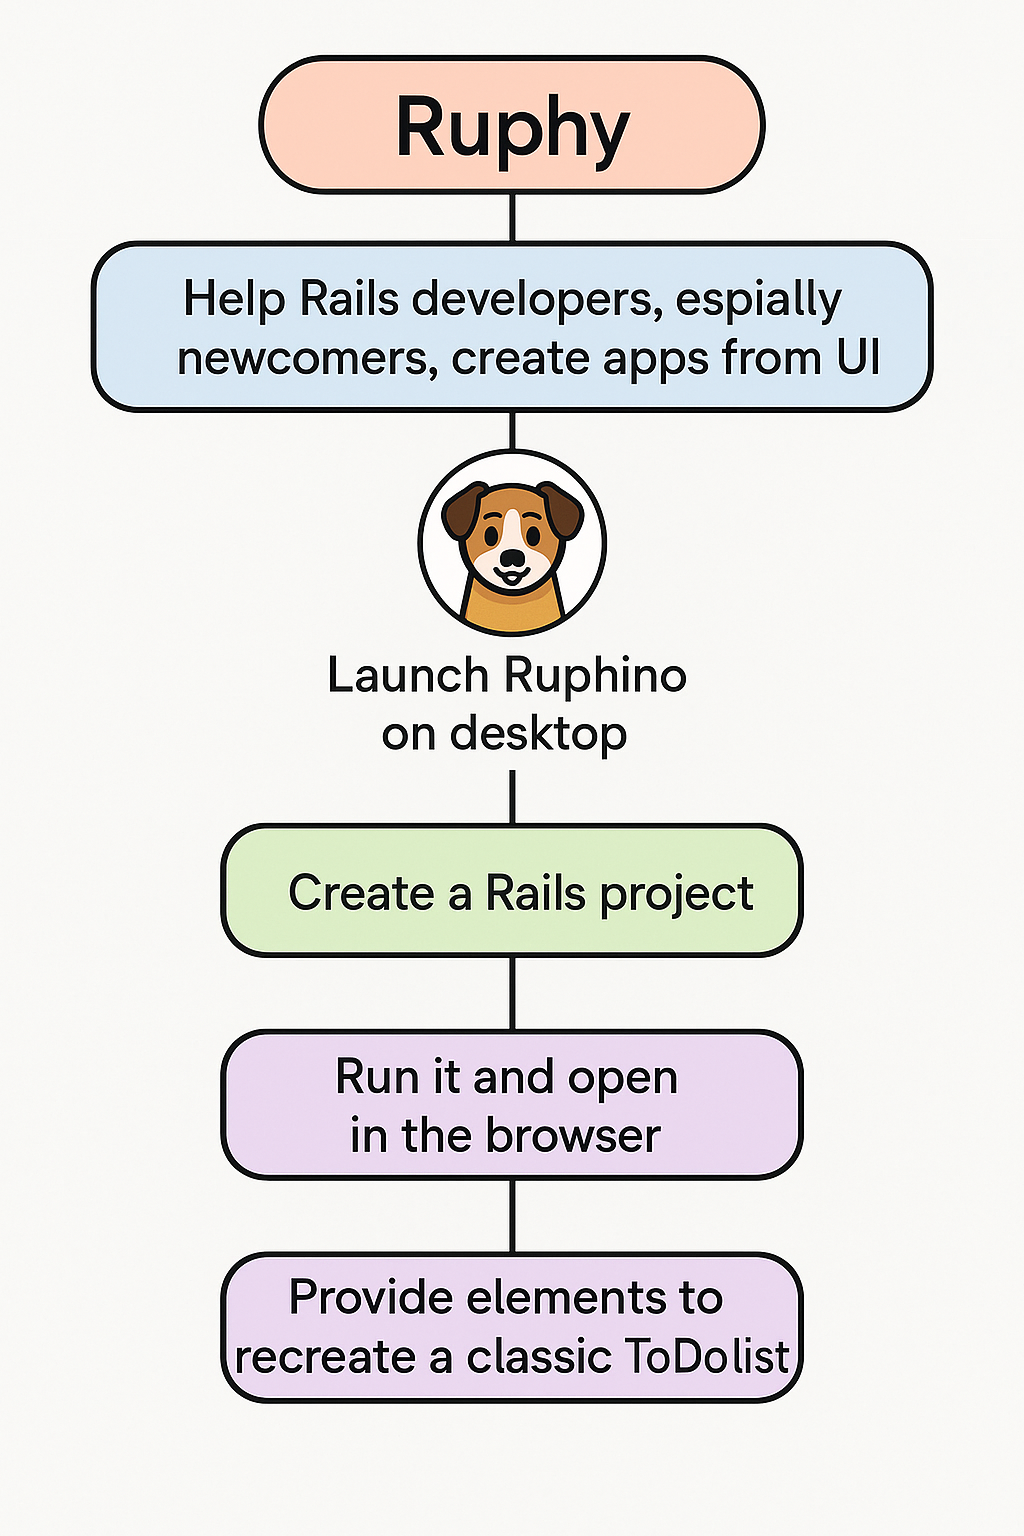 Ruphy
Help Rails developers, espially
newcomers, create apps from UI
Launch Ruphino
on desktop
Create a Rails project
Run it and open
in the browser
Provide elements to
recreate a classic ToDolist